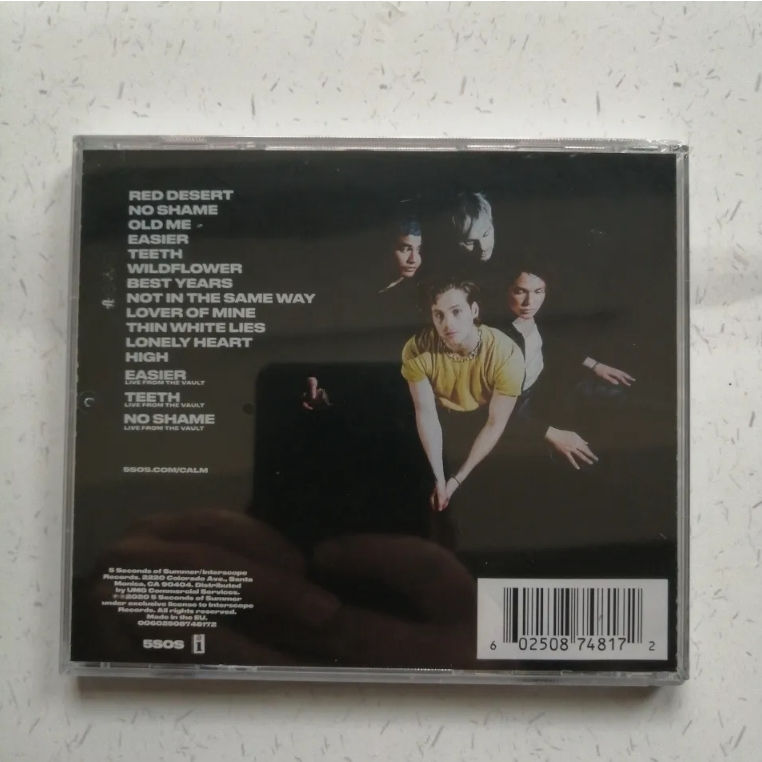 RED DESERT
NO SHAME
OLD ME
EASIER
TEETH
WILDFLOWER
BEST YEARS
NOT IN THE SAME WAY
LOVER OF MINE
THIN WHITE LIES
LONELY HEART
HIGH
EASIER
LIVE FROM THE VAULT
TEETH
LIVE FROM THE VAULT
NO SHAME
LIVE FROM THE VAULT
5SOS.COM/CALM
5 Seconds of Summer/Interscope
Records. 2220 Colorado Ave., Santa
Monica, CA 90404. Distributed
by UMG Commercial Services.
℗©2020 5 Seconds of Summer
under exclusive license to Interscope
Records. All rights reserved.
Made in the EU.
00602508748172
5SOS i
6 02508 74817 2